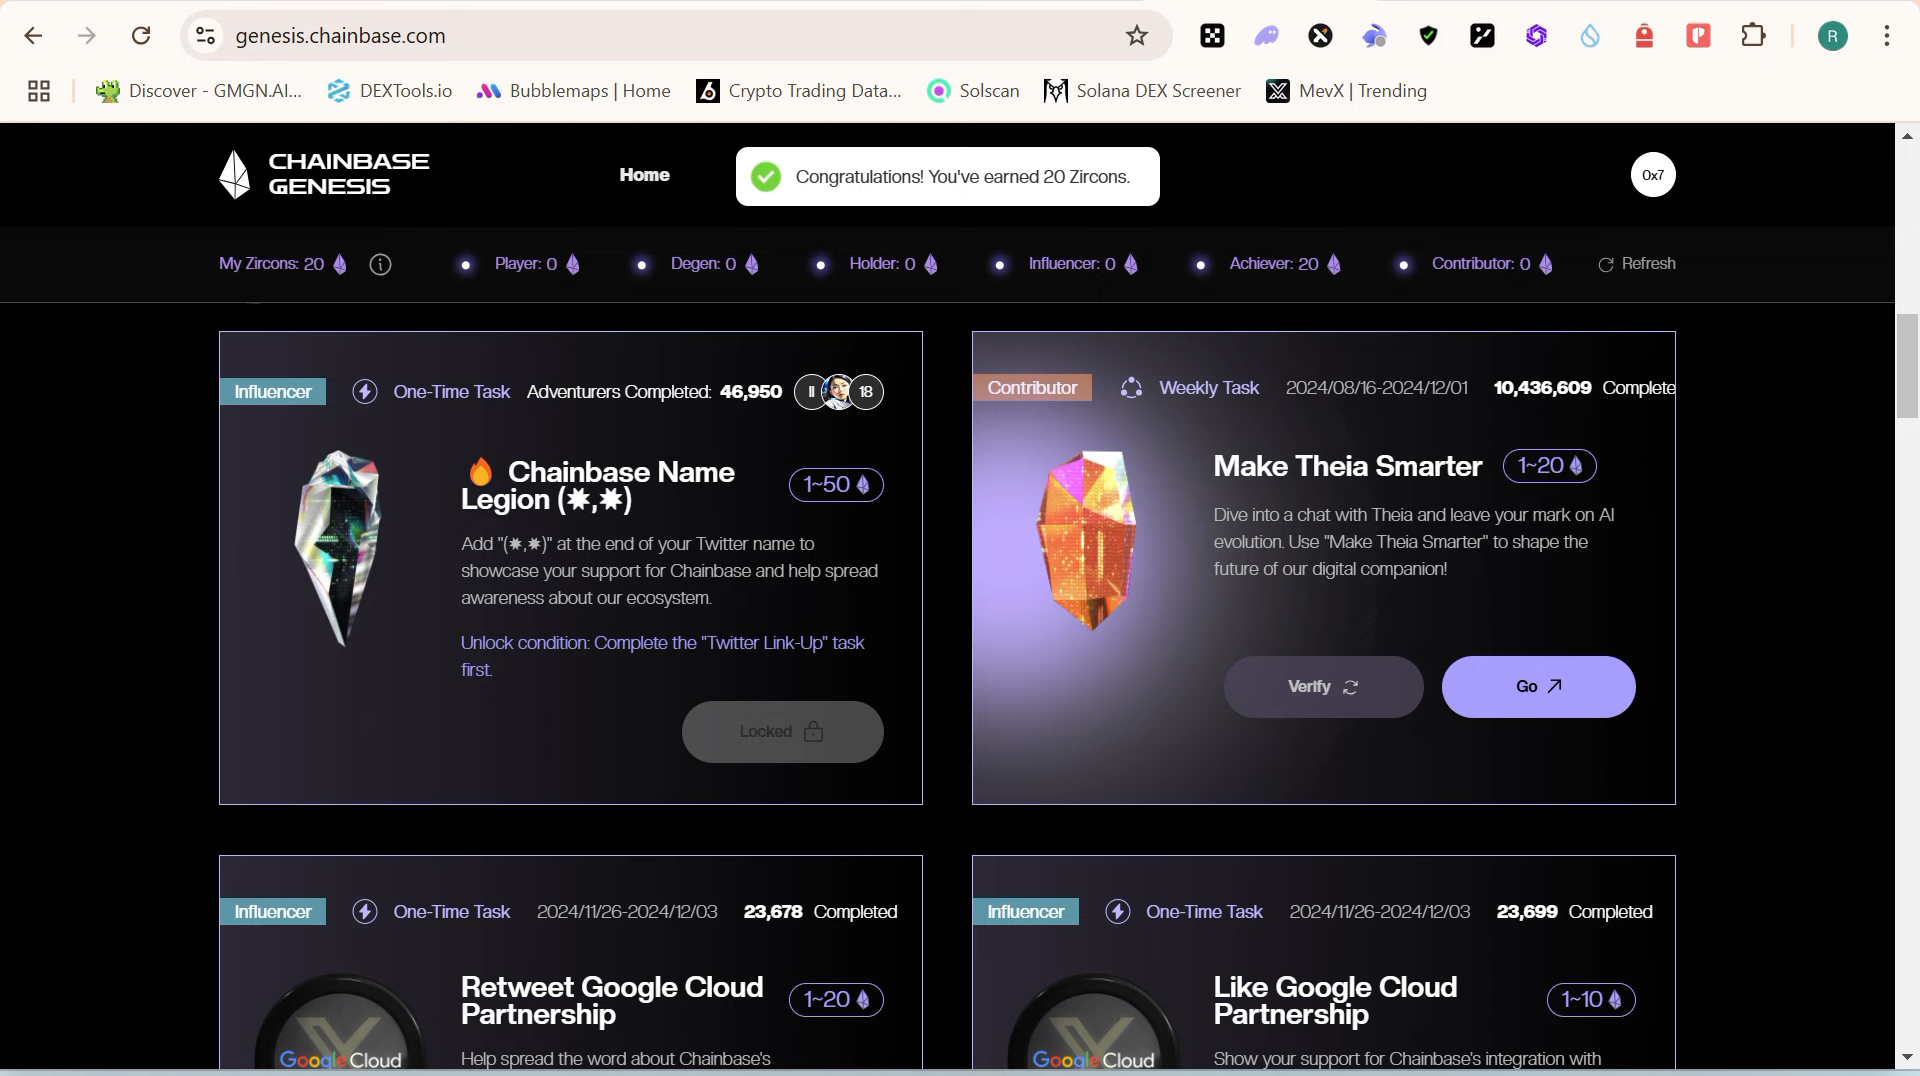 genesis.chainbase.com
R
Discover - GMGN.AI...
DEXTools.io
Bubblemaps | Home
Crypto Trading Data...
Solscan
Solana DEX Screener
MevX | Trending
CHAINBASE
GENESIS
Home
Congratulations! You've earned 20 Zircons.
0x7
My Zircons: 20
Player: 0
Degen: 0
Holder: 0
Influencer: 0
Achiever: 20
Contributor: 0
Refresh
Influencer
One-Time Task
Adventurers Completed: 46,950
18
🔥 Chainbase Name
Legion (✸,✸)
1~50
Add "(✸,✸)" at the end of your Twitter name to
showcase your support for Chainbase and help spread
awareness about our ecosystem.
Unlock condition: Complete the "Twitter Link-Up" task
first.
Locked
Contributor
Weekly Task
2024/08/16-2024/12/01
10,436,609 Complete
Make Theia Smarter
1~20
Dive into a chat with Theia and leave your mark on AI
evolution. Use "Make Theia Smarter" to shape the
future of our digital companion!
Verify
Go
Influencer
One-Time Task
2024/11/26-2024/12/03
23,678 Completed
Retweet Google Cloud
Partnership
1~20
Help spread the word about Chainbase's
Google Cloud
Influencer
One-Time Task
2024/11/26-2024/12/03
23,699 Completed
Like Google Cloud
Partnership
1~10
Show your support for Chainbase's integration with
Google Cloud